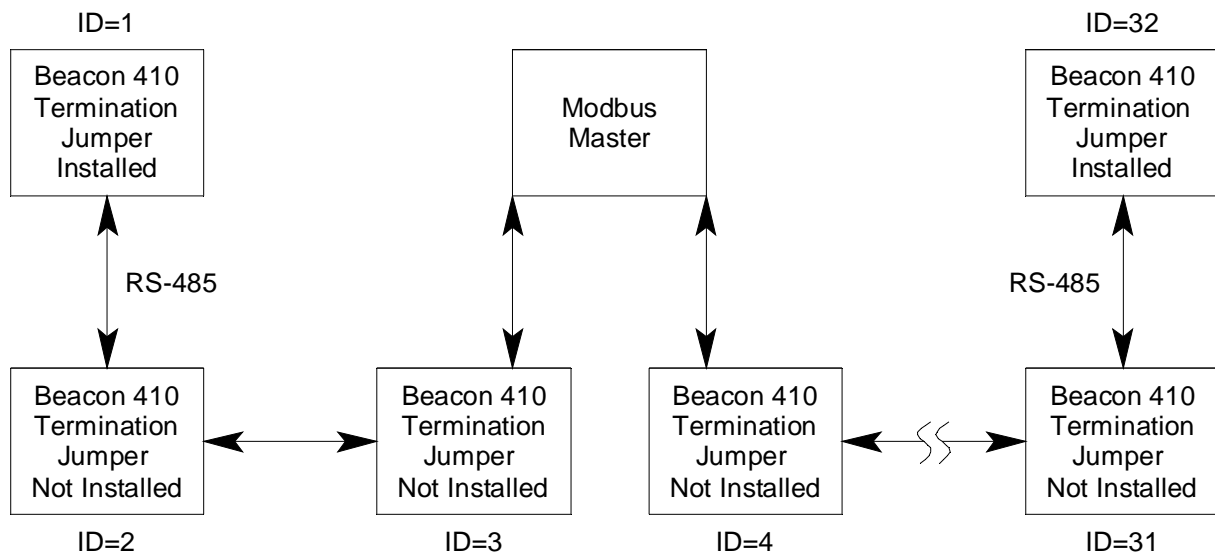 ID=1
ID=32
Beacon 410
Termination
Jumper
Installed
Modbus
Master
Beacon 410
Termination
Jumper
Installed
RS-485
RS-485
Beacon 410
Termination
Jumper
Not Installed
Beacon 410
Termination
Jumper
Not Installed
Beacon 410
Termination
Jumper
Not Installed
Beacon 410
Termination
Jumper
Not Installed
ID=2
ID=3
ID=4
ID=31